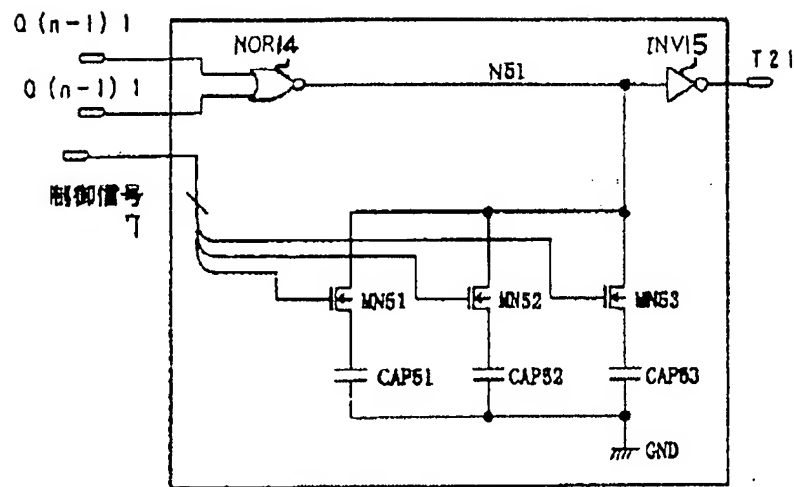 Q (n-1) 1
NOR14
INV15
N51
T21
Q (n-1) 1
制御信号
7
MN51
MN52
MN53
CAP51
CAP52
CAP53
GND